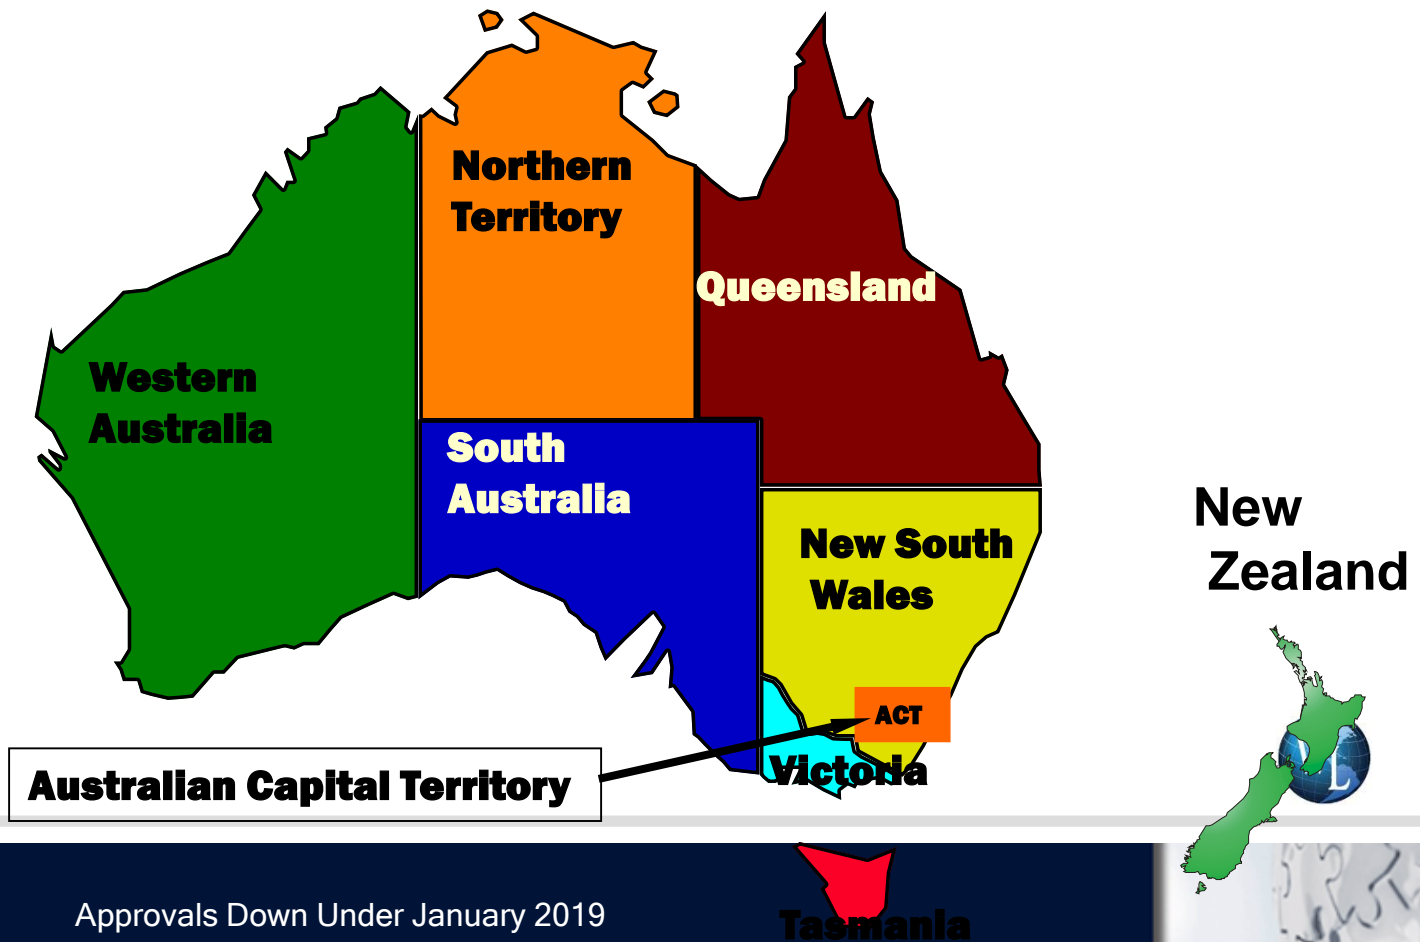 Northern
Territory
Queensland
Western
Australia
South
Australia
New South
Wales
New
Zealand
ACT
Australian Capital Territory
Victoria
L
Approvals Down Under January 2019
Tasmania